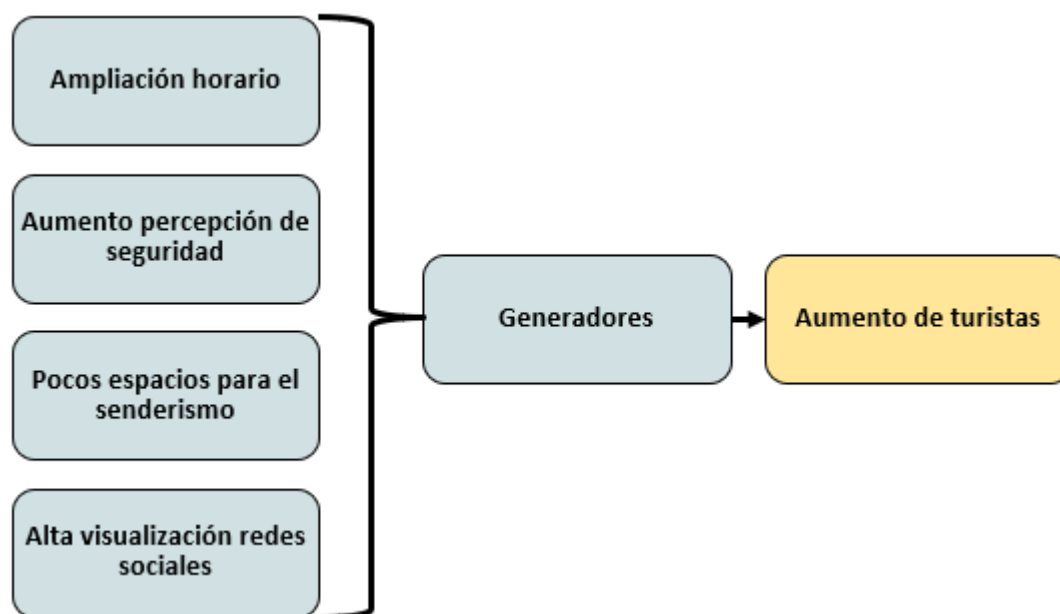 Ampliación horario
Aumento percepción de
seguridad
Pocos espacios para el
senderismo
Alta visualización redes
sociales
Generadores
Aumento de turistas